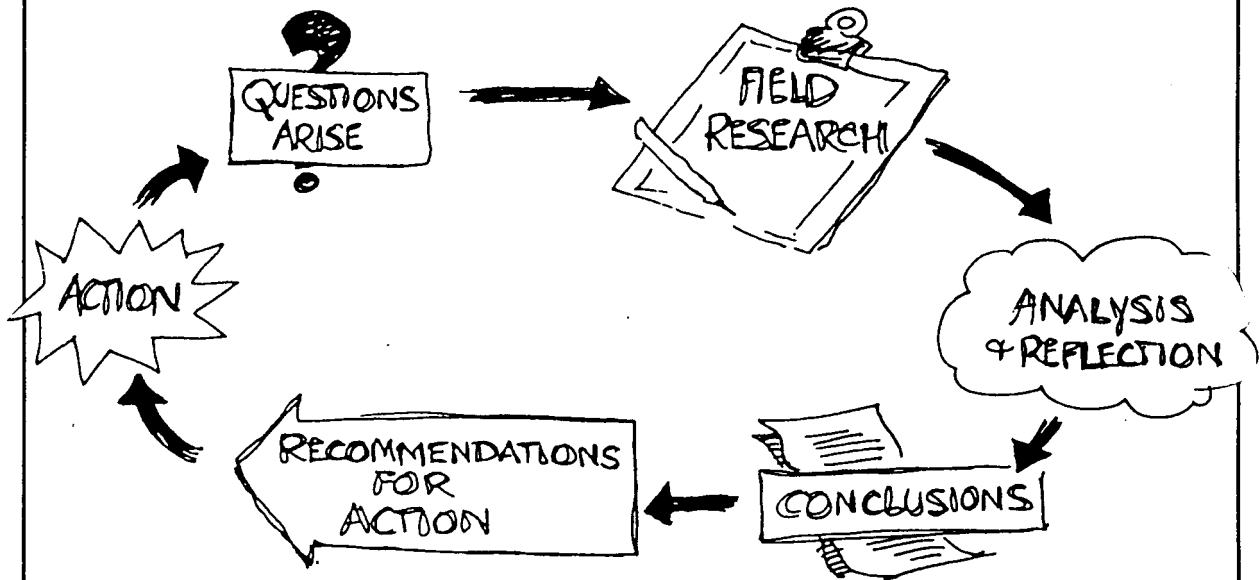 QUESTIONS
ARISE
FIELD
RESEARCH
ANALYSIS
& REFLECTION
CONCLUSIONS
RECOMMENDATIONS
FOR
ACTION
ACTION